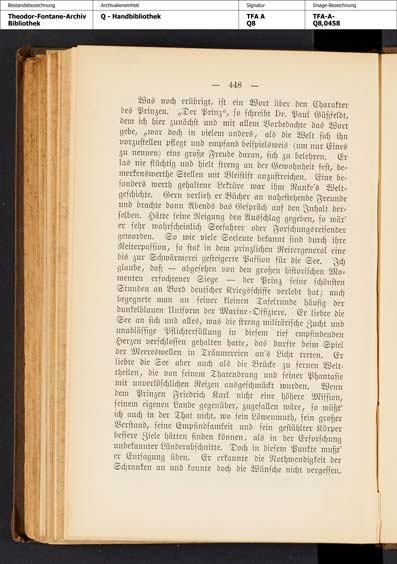 Bestandsbezeichnung
Archivalieneinheit
Signatur
Image-Bezeichnung
Theodor-Fontane-Archiv
Bibliothek
Q - Handbibliothek
TFA A
Q8
TFA-A-
Q8,0458
— 448 —
Was noch erübrigt, ist ein Wort über den Charakter
des Prinzen. „Der Prinz“, so schreibt Dr. Paul Güßfeldt,
dem ich hier zunächst und mit allem Vorbedachte das Wort
gebe, „war doch in vielem anders, als die Welt sich ihn
vorzustellen pflegt und empfand beispielsweis (um nur Eines
zu nennen) eine große Freude daran, sich zu belehren. Er
las nie flüchtig und hielt streng an der Gewohnheit fest, be-
merkenswerthe Stellen mit Bleistift anzustreichen. Eine be-
sonders werth gehaltene Lektüre war ihm Ranke's Welt-
geschichte. Gern verlieh er Bücher an nahestehende Freunde
und brachte dann Abends das Gespräch auf den Inhalt der-
selben. Hätte seine Neigung den Ausschlag gegeben, so wär'
er sehr wahrscheinlich Seefahrer oder Forschungsreisender
geworden. So wie viele Seeleute bekannt sind durch ihre
Reiterpassion, so stak in dem prinzlichen Reitergeneral eine
bis zur Schwärmerei gesteigerte Passion für die See. Ich
glaube, daß — abgesehen von den großen historischen Mo-
menten erfochtener Siege — der Prinz seine schönsten
Stunden an Bord deutscher Kriegsschiffe verlebt hat; auch
begegnete man an seiner kleinen Tafelrunde häufig der
dunkelblauen Uniform der Marine-Offiziere. Er liebte die
See an sich und alles, was die streng militärische Zucht und
unablässige Pflichterfüllung in diesem tief empfindenden
Herzen verschlossen gehalten hatte, das durfte beim Spiel
der Meereswellen in Träumereien an's Licht treten. Er
liebte die See aber auch als die Brücke zu fernen Welt-
theilen, die von seinem Thatendrang und seiner Phantasie
mit unverlöschlichen Reizen ausgeschmückt wurden. Wenn
dem Prinzen Friedrich Karl nicht eine höhere Mission,
seinem eigenen Lande gegenüber, zugefallen wäre, so wüßt'
ich auch in der That nicht, wo sein Löwenmuth, sein großer
Verstand, seine Empfindsamkeit und sein gestählter Körper
bessere Ziele hätten finden können, als in der Erforschung
unbekannter Länderabschnitte. Doch in diesem Punkte mußt'
er Entsagung üben. Er erkannte die Nothwendigkeit der
Schranken an und konnte doch die Wünsche nicht vergessen.